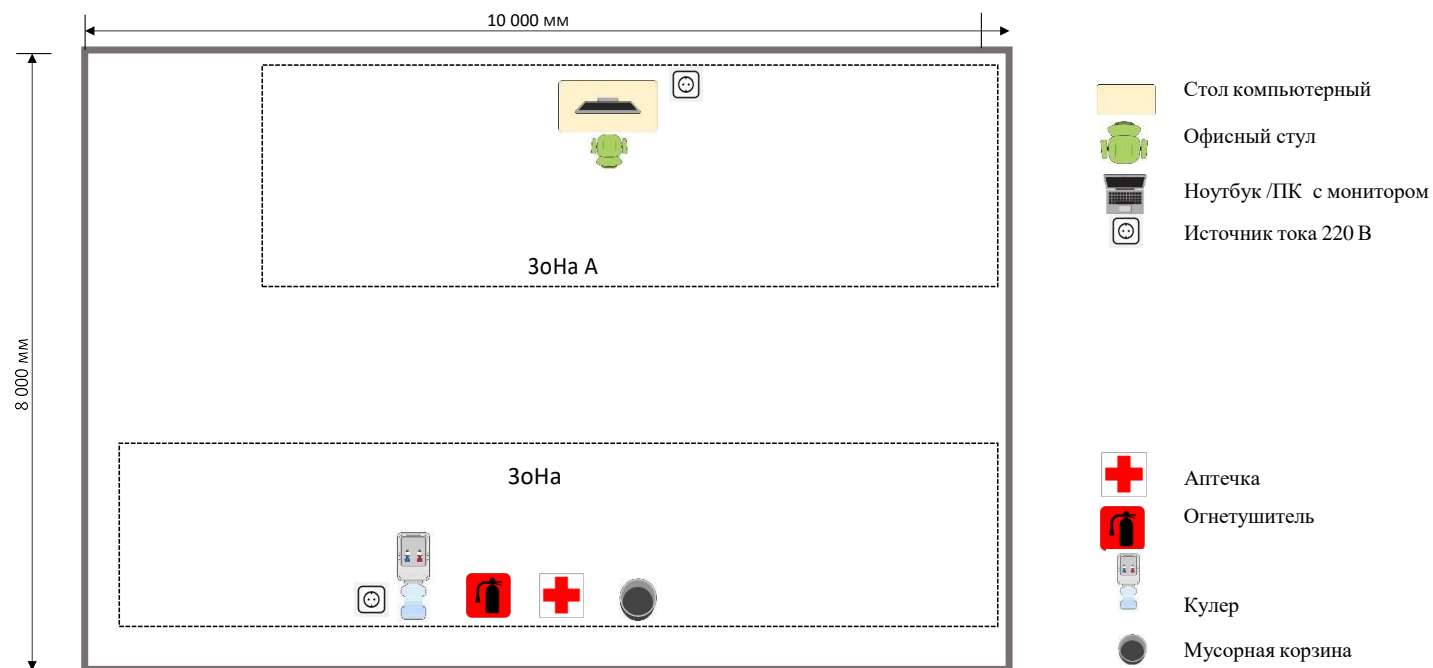 10 000 мм
8 000 мм
ЗоНа А
ЗоНа
Стол компьютерный
Офисный стул
Ноутбук /ПК с монитором
Источник тока 220 В
Аптечка
Огнетушитель
Кулер
Мусорная корзина